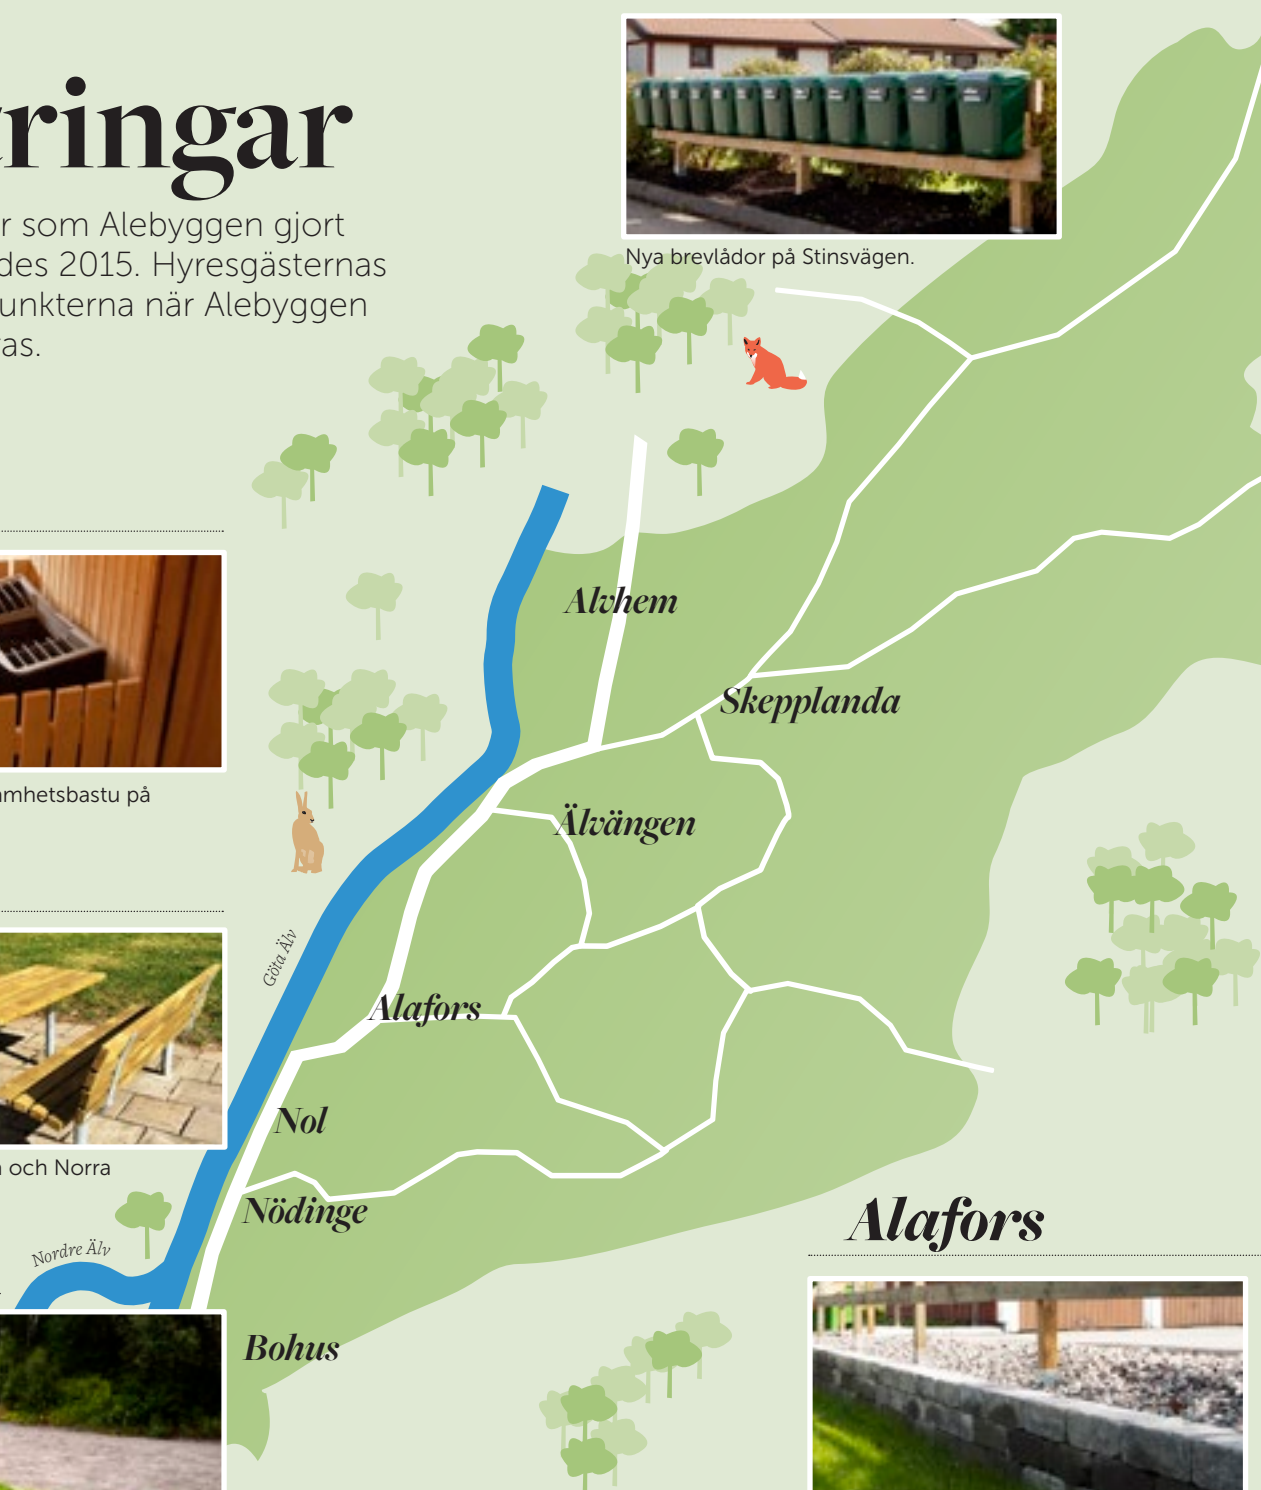 ringar
r som Alebyggen gjort
des 2015. Hyresgästernas
unkterna när Alebyggen
as.
Nya brevlådor på Stinsvägen.
Alvhem
Skepplanda
Älvängen
mhetsbastu på
Göta Älv
Alafors
Nol
och Norra
Nödinge
Nordre Älv
Alafors
Bohus